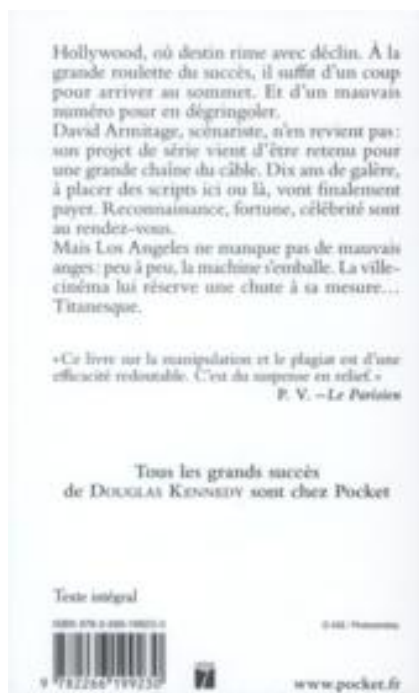 Hollywood, où destin rime avec déclin. À la
grande roulette du succès, il suffit d'un coup
pour arriver au sommet. Et d'un mauvais
numéro pour en dégringoler.
David Armitage, scénariste, n'en revient pas :
son projet de série vient d'être retenu pour
une grande chaîne du câble. Dix ans de galère,
à placer des scripts ici ou là, vont finalement
payer. Reconnaissance, fortune, célébrité sont
au rendez-vous.
Mais Los Angeles ne manque pas de mauvais
anges : peu à peu, la machine s'emballe. La ville-
cinéma lui réserve une chute à sa mesure...
Titanesque.
«Ce livre sur la manipulation et le plagiat est d'une
efficacité redoutable. C'est du suspense en relief.»
P. V. – Le Parisien
Tous les grands succès
de DOUGLAS KENNEDY sont chez Pocket
Texte intégral
9 782266 199230
www.pocket.fr